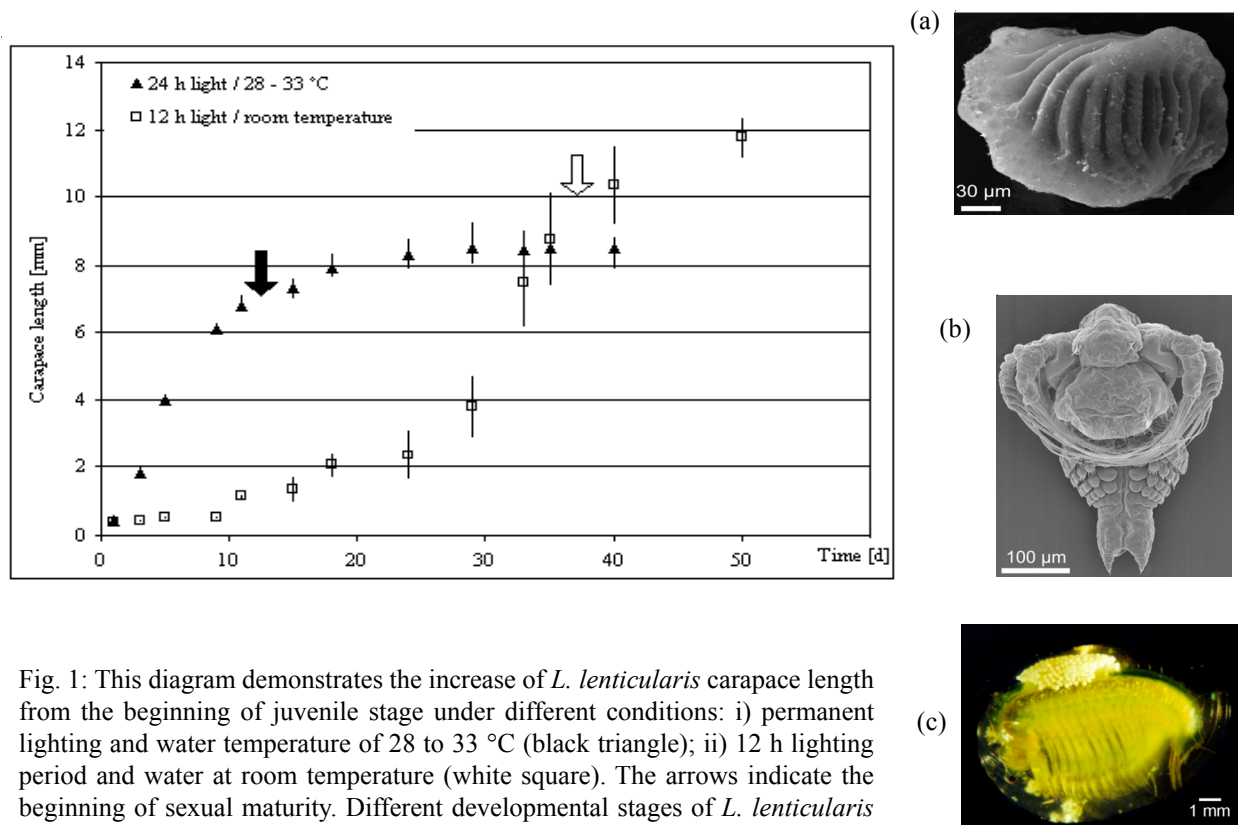 14
▲ 24 h light / 28 - 33 °C
□ 12 h light / room temperature
12
10
8
6
4
2
0
Carapace length [mm]
0
10
20
30
40
50
Time [d]
(a)
30 µm
(b)
100 µm
(c)
1 mm
Fig. 1: This diagram demonstrates the increase of L. lenticularis carapace length
from the beginning of juvenile stage under different conditions: i) permanent
lighting and water temperature of 28 to 33 °C (black triangle); ii) 12 h lighting
period and water at room temperature (white square). The arrows indicate the
beginning of sexual maturity. Different developmental stages of L. lenticularis